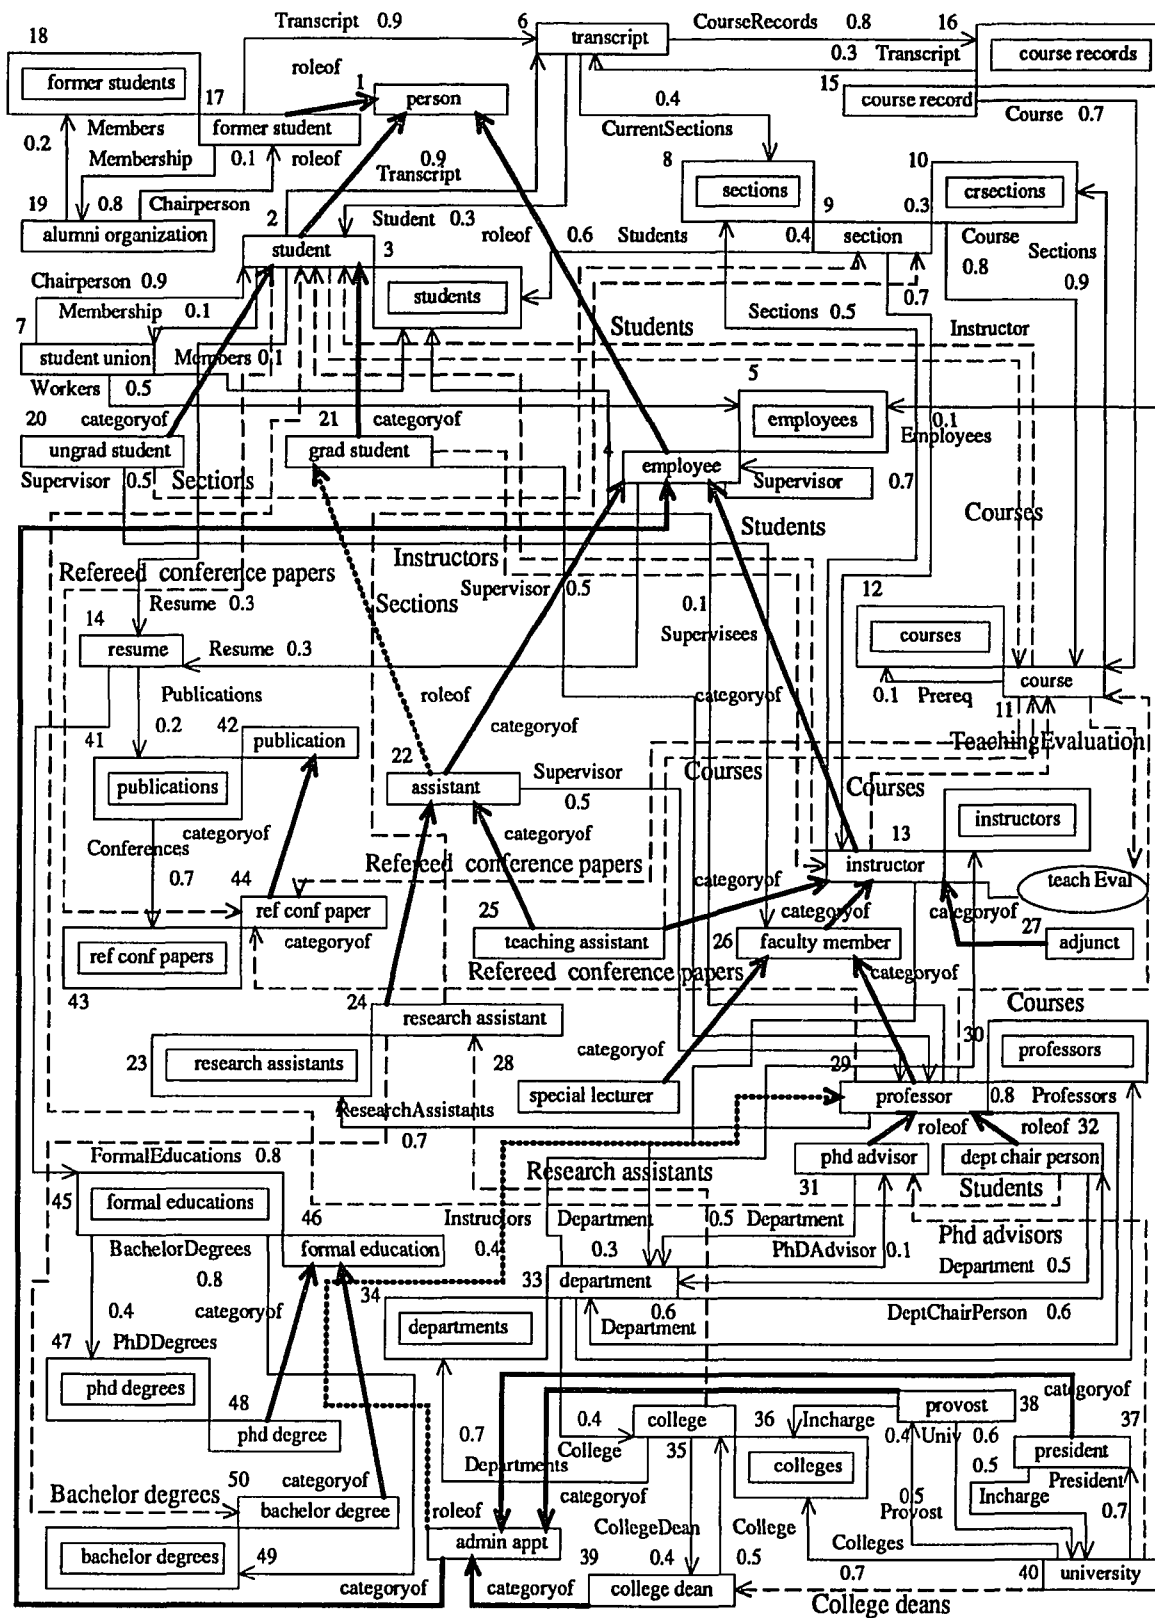 Transcript 0.9 6 CourseRecords 0.8 16
18 transcript 0.3 Transcript course records
former students roleof 15
17 1 person course record
Members former student 0.4 Course 0.7
0.2 Membership 0.1 roleof 0.9 CurrentSections
Transcript 8 10
19 0.8 Chairperson 2 sections crsections
alumni organization Student 0.3 9 0.3
student 3 roleof 0.6 Students 0.4 section Course Sections
Chairperson 0.9 0.8
students 0.9
Membership 0.1 0.7
7 Sections 0.5 Instructor
student union Members 0.1 Students
Workers 0.5 5
20 categoryof 21 categoryof employees 0.1
ungrad student grad student 4 Employees
Supervisor 0.5 employee
Sections Supervisor 0.7
Students Courses
Refereed conference papers Instructors Supervisor 0.5 12
Resume 0.3 Sections 0.1
14 Supervisees courses
resume Resume 0.3
roleof categoryof 0.1 Prereq course
Publications 11
0.2 42 categoryof
41 publication TeachingEvaluation
22 Supervisor Courses
publications assistant 0.5 Courses
categoryof categoryof instructors
Conferences 13
Refereed conference papers instructor
0.7 44 categoryof teach Eval
ref conf paper 25 categoryof categoryof
categoryof teaching assistant 26 faculty member 27 adjunct
ref conf papers Refereed conference papers
43 24 categoryof
research assistant Courses
30
23 research assistants 28 categoryof professors
29
special lecturer professor 0.8 Professors
ResearchAssistants roleof roleof 32
0.7
FormalEducations 0.8 phd advisor dept chair person
Research assistants
45 formal educations 31 Students
46 Instructors Department 0.5 Department
BachelorDegrees formal education 0.4 0.3 PhDAdvisor 0.1 Phd advisors
0.8 34 33 department Department 0.5
0.4 categoryof 0.6 DeptChairPerson 0.6
47 PhDDegrees departments Department
phd degrees categoryof
48 provost 38
phd degree 0.4 college 36 Incharge 37
0.7 College 35 0.4 Uni 0.6 president
50 categoryof Departments colleges 0.5
Bachelor degrees categoryof President
bachelor degree roleof 0.5 Incharge
admin appt CollegeDean College Provost 0.7
bachelor degrees 49 Colleges
39 0.4 0.5 0.7 40 university
categoryof categoryof college dean
College deans